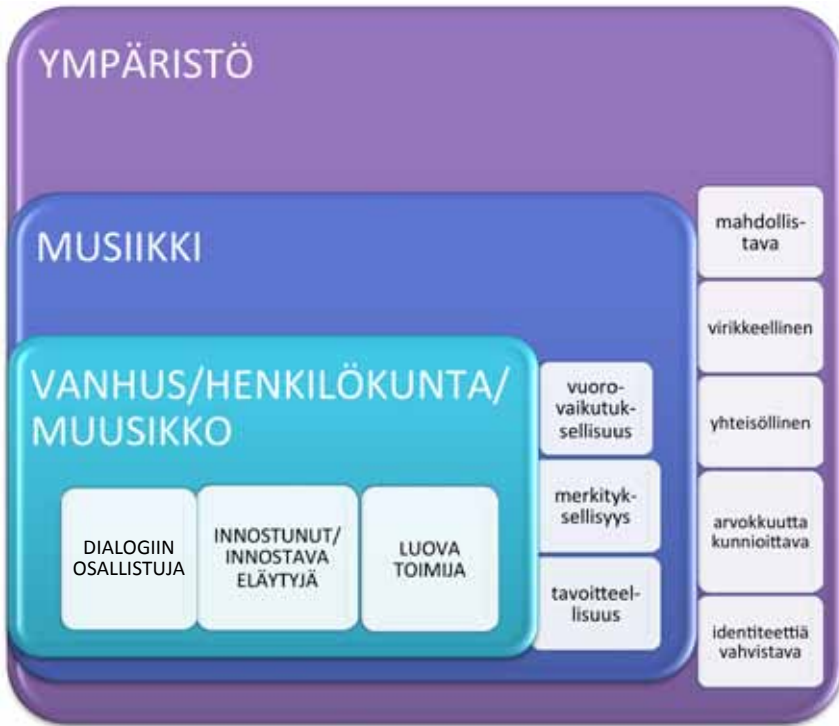 YMPÄRISTÖ
MUSIIKKI
VANHUS/HENKILÖKUNTA/
MUUSIKKO
DIALOGIIN
OSALLISTUJA
INNOSTUNUT/
INNOSTAVA
ELÄYTYJÄ
LUOVA
TOIMIJA
vuoro-
vaikutuk-
sellisuus
merkityk-
sellisyys
tavoitteel-
lisuus
mahdollis-
tava
virikkeellinen
yhteisöllinen
arvokkuutta
kunnioittava
identiteettiä
vahvistava